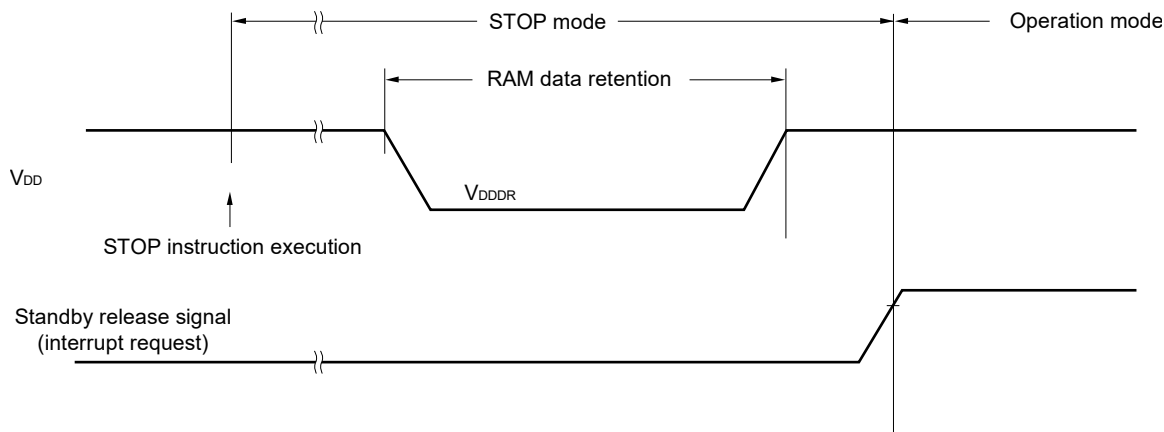 STOP mode
Operation mode
RAM data retention
VDD
VDDDR
STOP instruction execution
Standby release signal
(interrupt request)